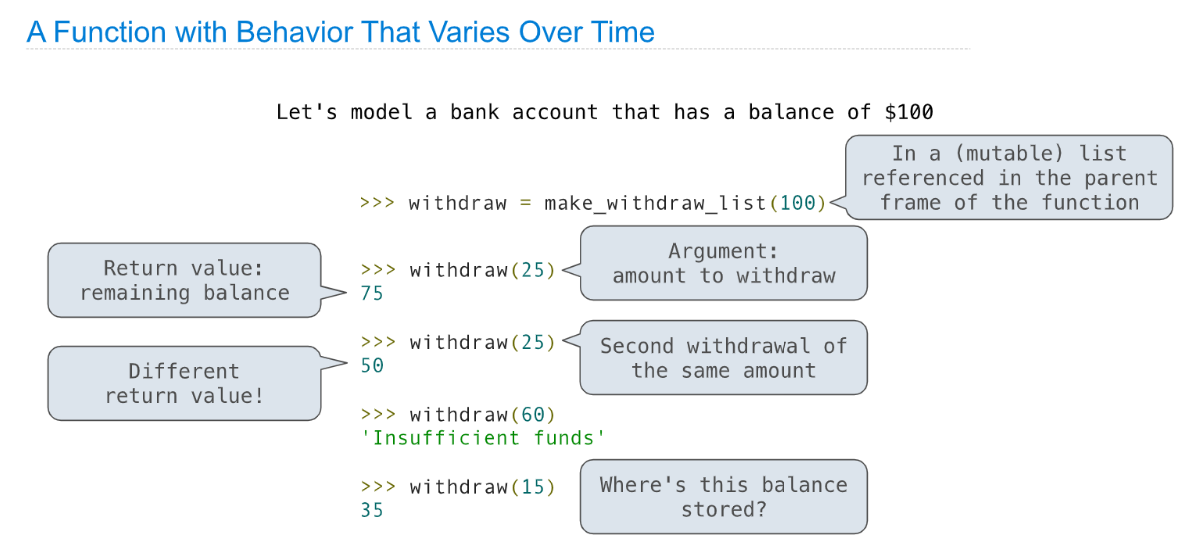 A Function with Behavior That Varies Over Time
Let's model a bank account that has a balance of $100
In a (mutable) list
referenced in the parent
frame of the function
>>> withdraw = make_withdraw_list(100)
Argument:
amount to withdraw
Return value:
remaining balance
>>> withdraw(25)
75
Second withdrawal of
the same amount
>>> withdraw(25)
50
Different
return value!
>>> withdraw(60)
'Insufficient funds'
>>> withdraw(15)
35
Where's this balance
stored?